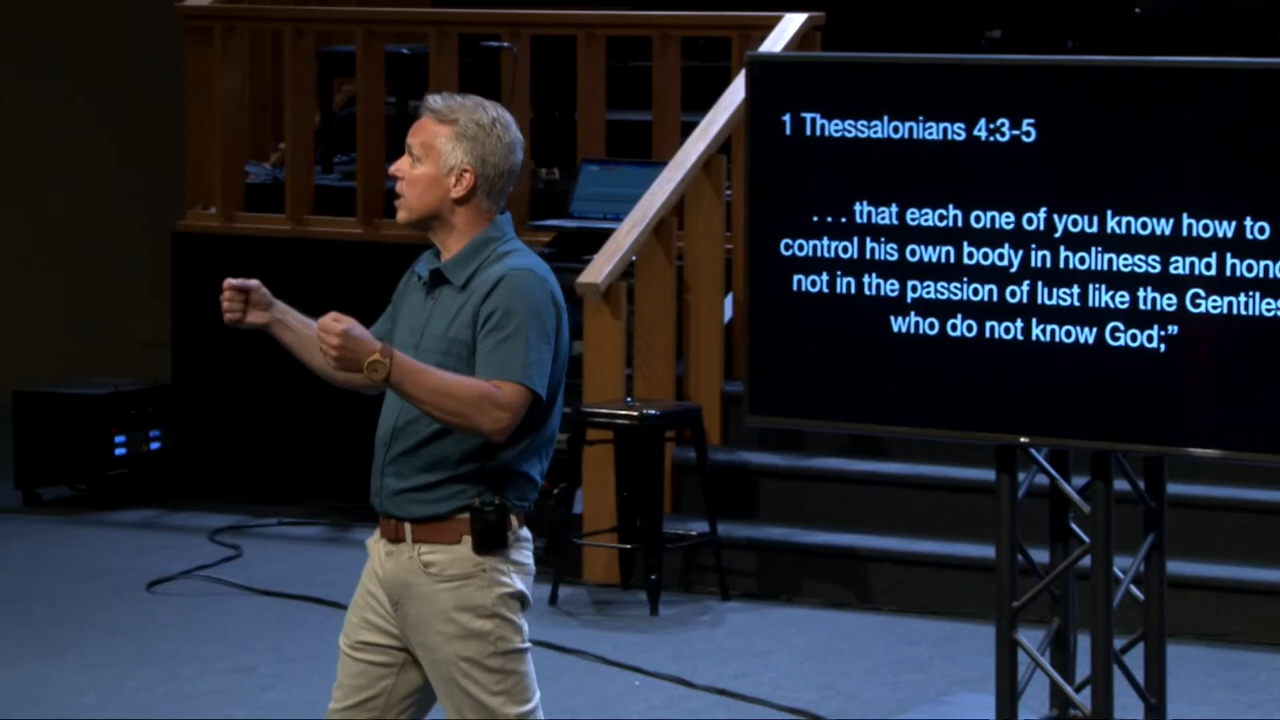 1 Thessalonians 4:3-5
. . . that each one of you know how to
control his own body in holiness and hono
not in the passion of lust like the Gentiles
who do not know God;”